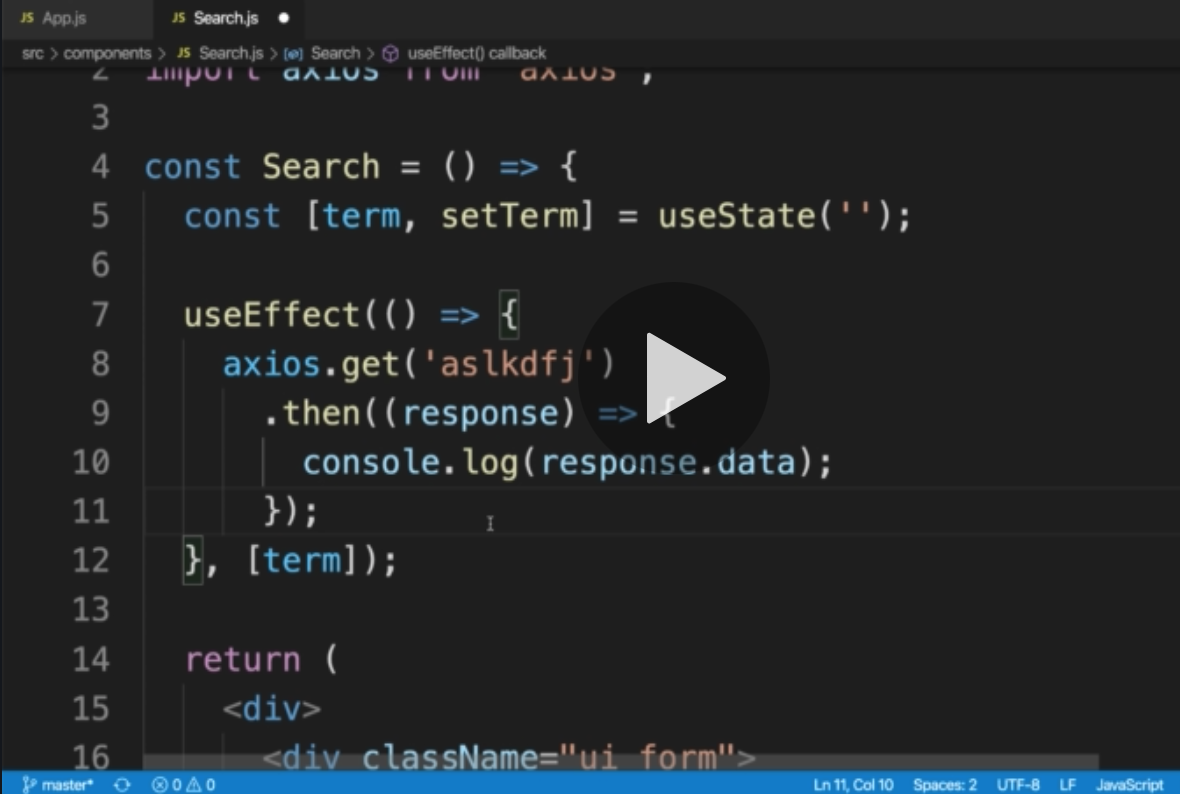 JS App.js JS Search.js
src > components > JS Search.js > Search > useEffect() callback
2 import axios from 'axios';
3
4 const Search = () => {
5 const [term, setTerm] = useState('');
6
7 useEffect(() => {
8 axios.get('aslkdfj')
9 .then((response) => {
10 console.log(response.data);
11 });
12 }, [term]);
13
14 return (
15 <div>
16 <div className="ui form">
master* 0 0 Ln 11, Col 10 Spaces: 2 UTF-8 LF JavaScript